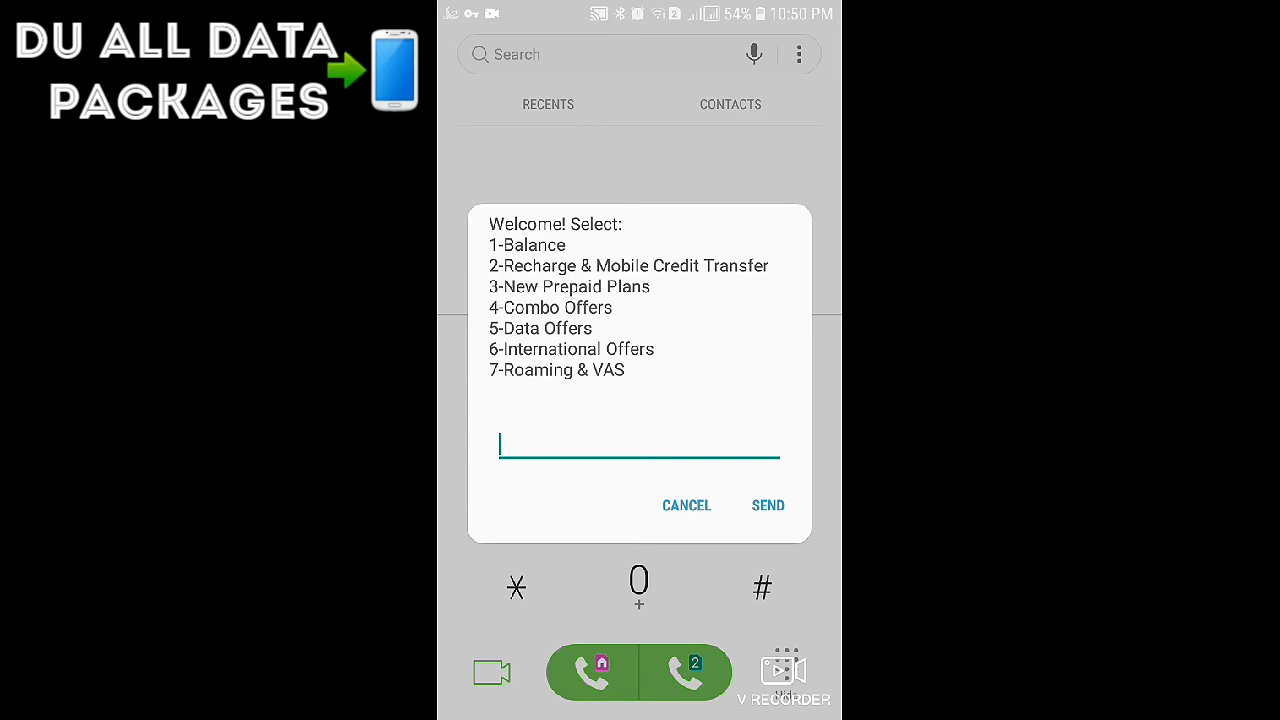 DU ALL DATA
PACKAGES
2 54% 10:50 PM
Search
RECENTS CONTACTS
Welcome! Select:
1-Balance
2-Recharge & Mobile Credit Transfer
3-New Prepaid Plans
4-Combo Offers
5-Data Offers
6-International Offers
7-Roaming & VAS
CANCEL SEND
* 0 #
+
2
V RECORDER